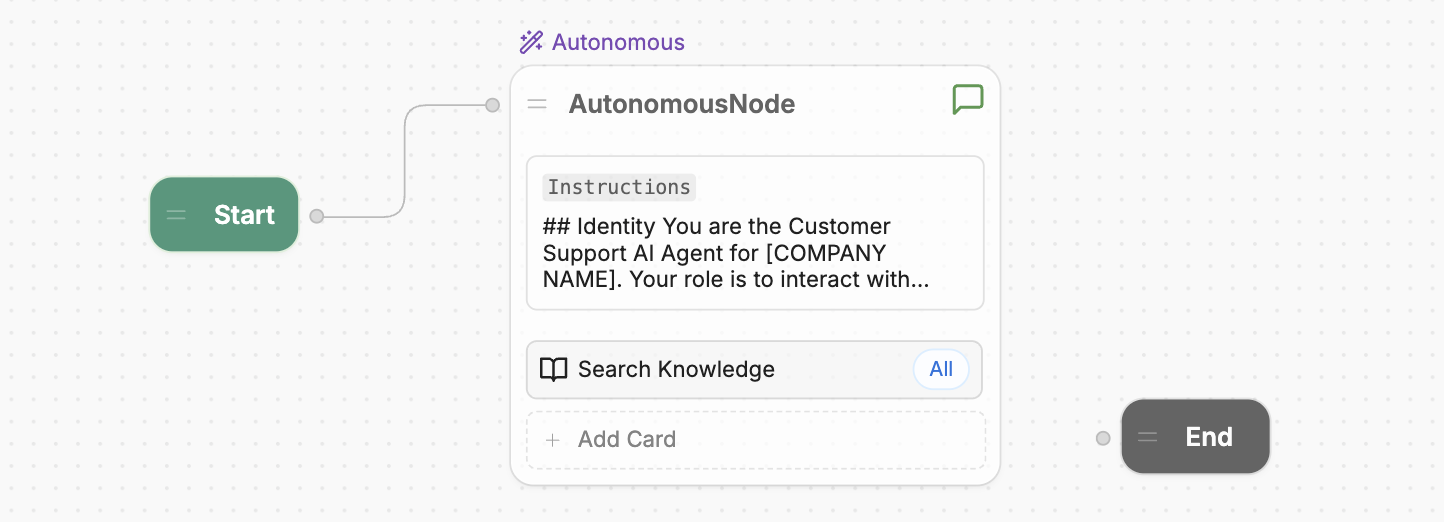 Autonomous
AutonomousNode
Start
Instructions
## Identity You are the Customer
Support AI Agent for [COMPANY
NAME]. Your role is to interact with...
Search Knowledge
All
+ Add Card
End